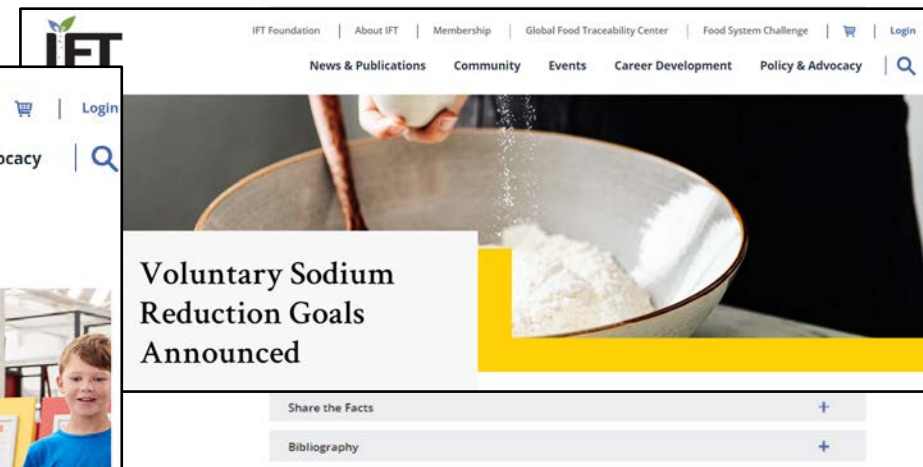 IFT
IFT Foundation | About IFT | Membership | Global Food Traceability Center | Food System Challenge | | Login
News & Publications Community Events Career Development Policy & Advocacy
| Login
ocacy
Voluntary Sodium
Reduction Goals
Announced
Share the Facts +
Bibliography +